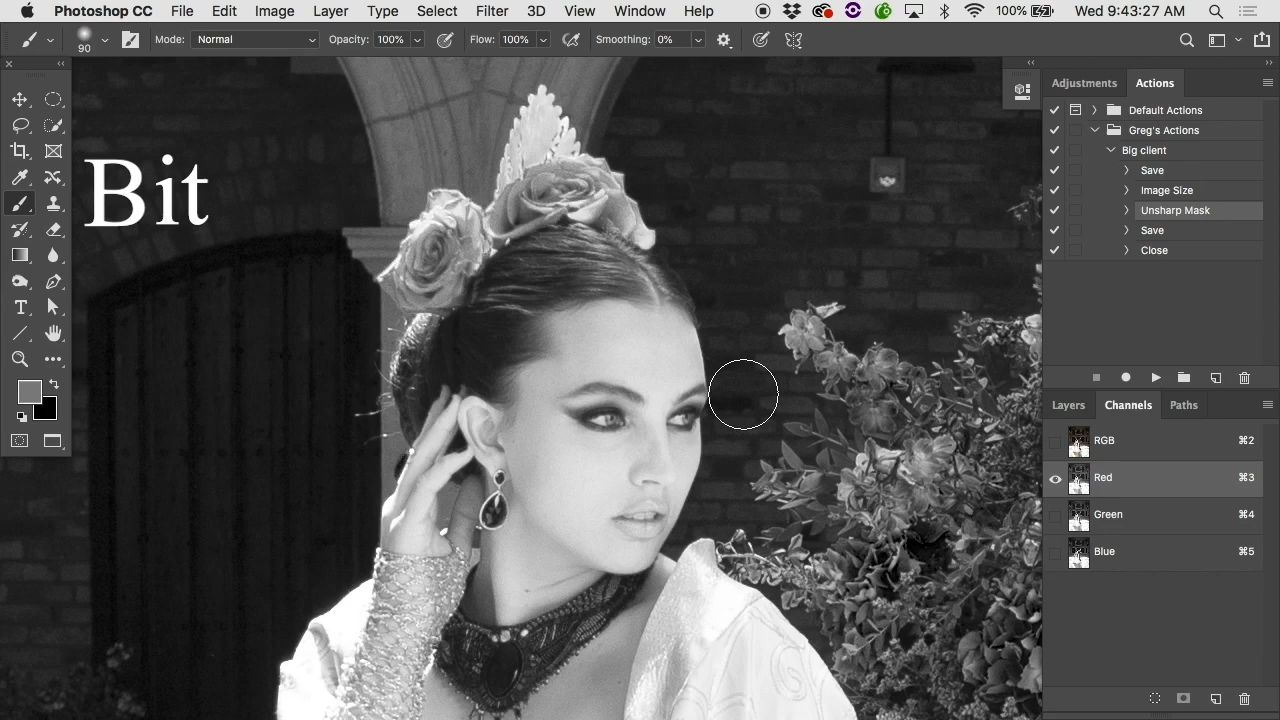 Photoshop CC File Edit Image Layer Type Select Filter 3D View Window Help 100% Wed 9:43:27 AM
90 Mode: Normal Opacity: 100% Flow: 100% Smoothing: 0%
Adjustments Actions
Default Actions
Greg's Actions
Big client
Save
Image Size
Unsharp Mask
Save
Close
Bit
Layers Channels Paths
RGB ⌘2
Red ⌘3
Green ⌘4
Blue ⌘5